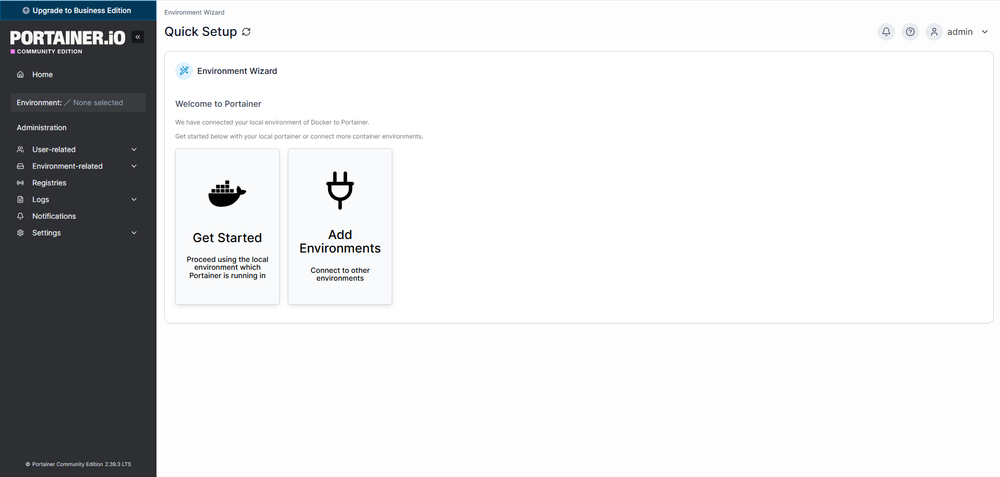 Upgrade to Business Edition
PORTAINER.iO
COMMUNITY EDITION
Home
Environment: None selected
Administration
User-related
Environment-related
Registries
Logs
Notifications
Settings
© Portainer Community Edition 2.39.3 LTS
Environment Wizard
Quick Setup
admin
Environment Wizard
Welcome to Portainer
We have connected your local environment of Docker to Portainer.
Get started below with your local portainer or connect more container environments.
Get Started
Proceed using the local
environment which
Portainer is running in
Add
Environments
Connect to other
environments